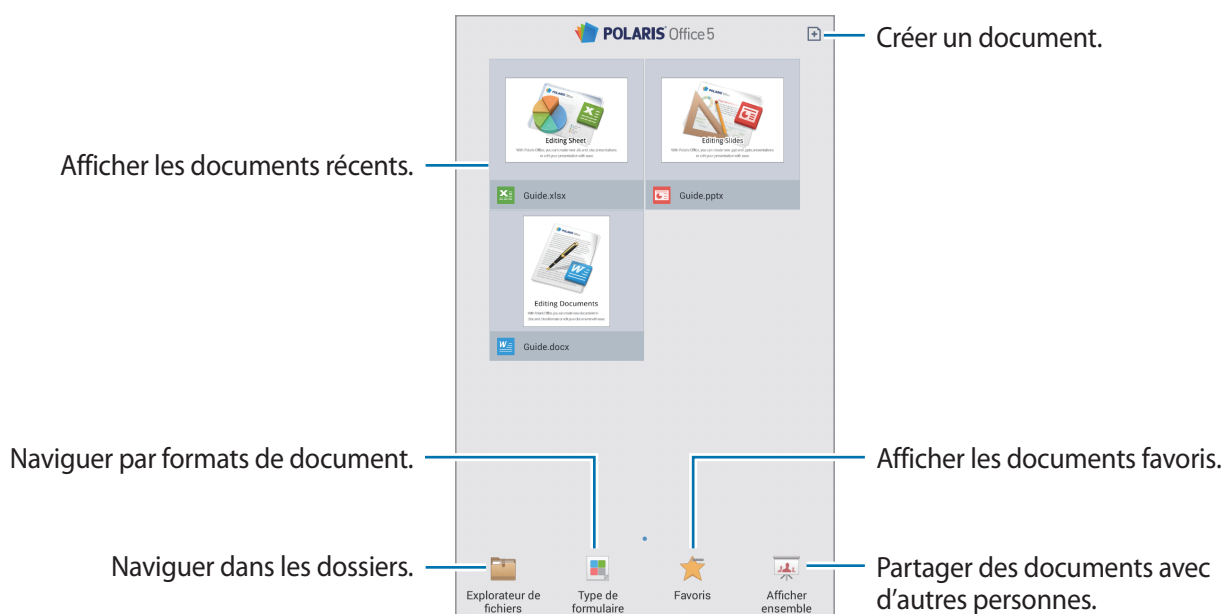 POLARIS Office 5
Créer un document.
Editing Sheet
Editing Slides
Afficher les documents récents.
Guide.xlsx
Guide.pptx
Editing Documents
Guide.docx
Naviguer par formats de document.
Afficher les documents favoris.
Naviguer dans les dossiers.
Explorateur de
fichiers
Type de
formulaire
Favoris
Afficher
ensemble
Partager des documents avec
d'autres personnes.